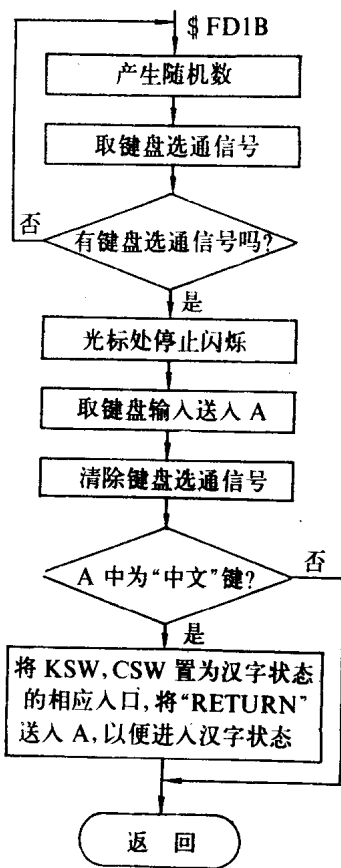 $ FD1B
产生随机数
取键盘选通信号
否
有键盘选通信号吗?
是
光标处停止闪烁
取键盘输入送入 A
清除键盘选通信号
否
A 中为“中文”键?
是
将 KSW, CSW 置为汉字状态
的相应入口,将“RETURN”
送入 A, 以便进入汉字状态
返 回